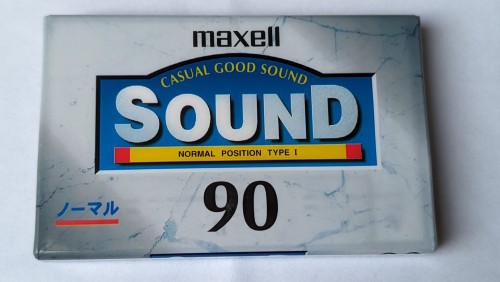 maxell
CASUAL GOOD SOUND
SOUND
NORMAL POSITION TYPE I
90
ノーマル